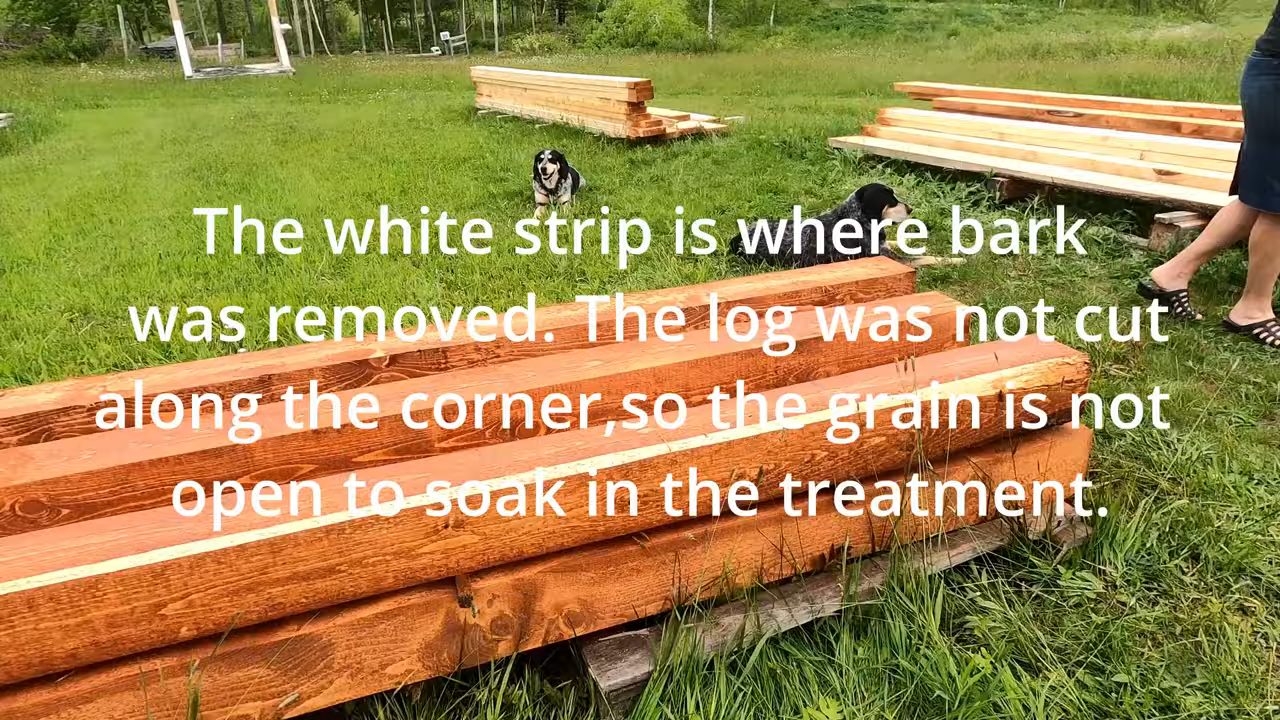 The white strip is where bark
was removed. The log was not cut
along the corner,so the grain is not
open to soak in the treatment.